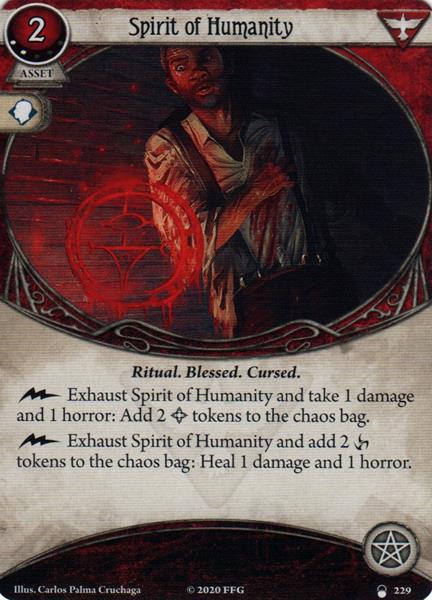 Spirit of Humanity
2
ASSET
Ritual. Blessed. Cursed.
Exhaust Spirit of Humanity and take 1 damage
and 1 horror: Add 2 tokens to the chaos bag.
Exhaust Spirit of Humanity and add 2
tokens to the chaos bag: Heal 1 damage and 1 horror.
Illus. Carlos Palma Cruchaga
© 2020 FFG
229